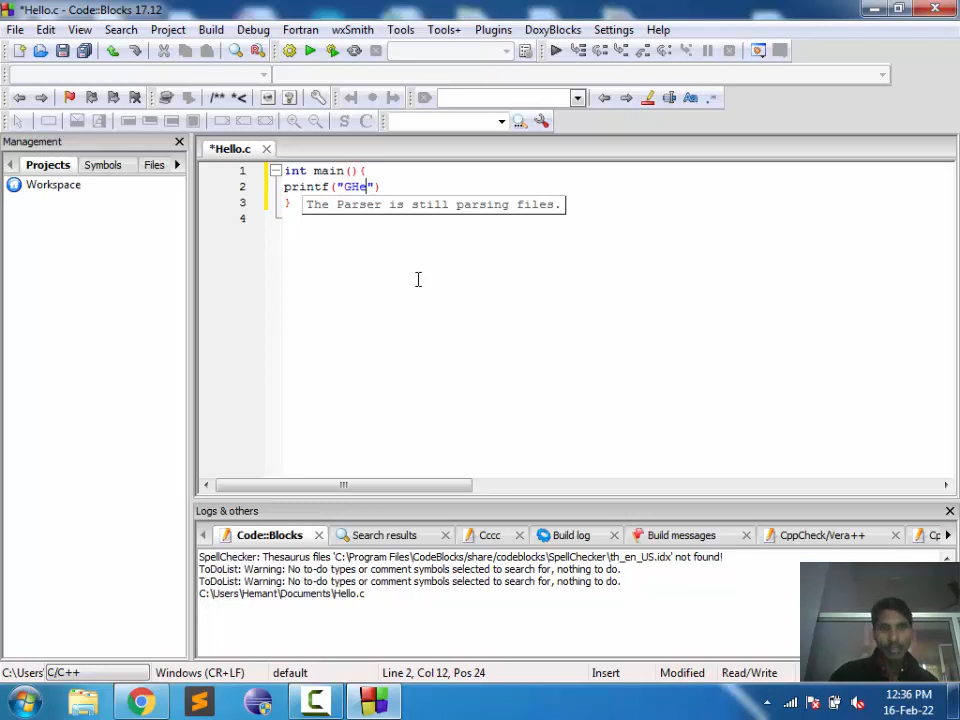 *Hello.c - Code::Blocks 17.12
File Edit View Search Project Build Debug Fortran wxSmith Tools Tools+ Plugins DoxyBlocks Settings Help
/** *<
S C
Aa .*
Management
Projects Symbols Files
Workspace
*Hello.c
1 int main(){
2 printf("GHe")
3 }
4
The Parser is still parsing files.
Logs & others
Code::Blocks Search results Cccc Build log Build messages CppCheck/Vera++ Cp
SpellChecker: Thesaurus files 'C:\Program Files\CodeBlocks/share/codeblocks\SpellChecker\th_en_US.idx' not found!
ToDoList: Warning: No to-do types or comment symbols selected to search for, nothing to do.
ToDoList: Warning: No to-do types or comment symbols selected to search for, nothing to do.
C:\Users\Hemant\Documents\Hello.c
C:\Users C/C++ Windows (CR+LF) default Line 2, Col 12, Pos 24 Insert Modified Read/Write
12:36 PM
16-Feb-22